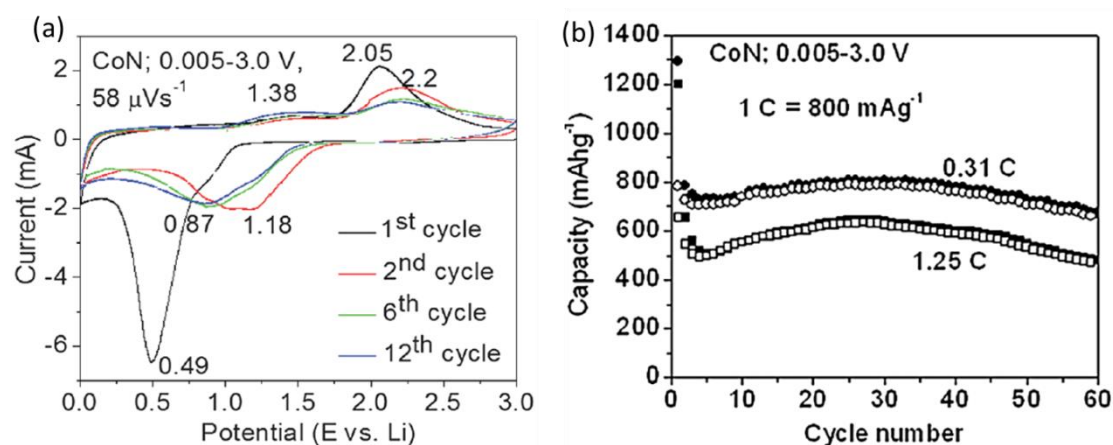 (a)
CoN; 0.005-3.0 V,
58 μVs⁻¹
2.05
2.2
1.38
0.87
1.18
0.49
1ˢᵗ cycle
2ⁿᵈ cycle
6ᵗʰ cycle
12ᵗʰ cycle
2
0
-2
-4
-6
Current (mA)
0.0 0.5 1.0 1.5 2.0 2.5 3.0
Potential (E vs. Li)
(b)
CoN; 0.005-3.0 V
1 C = 800 mAg⁻¹
0.31 C
1.25 C
1400
1200
1000
800
600
400
200
0
Capacity (mAhg⁻¹)
0 10 20 30 40 50 60
Cycle number